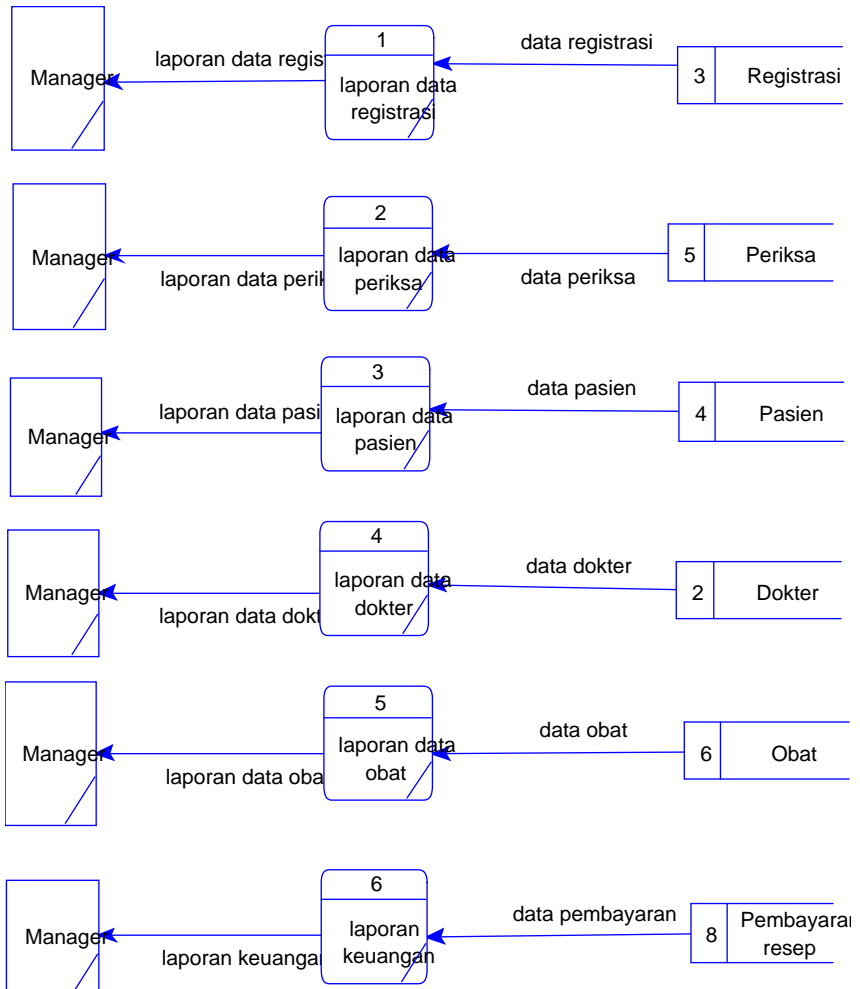 1
data registrasi
laporan data regist
Manager
laporan data
registrasi
3
Registrasi
2
Manager
laporan data
periksa
5
Periksa
laporan data perik
data periksa
3
data pasien
laporan data pasi
Manager
laporan data
pasien
4
Pasien
4
data dokter
Manager
laporan data
dokter
2
Dokter
laporan data dokt
5
data obat
Manager
laporan data
obat
6
Obat
laporan data oba
6
data pembayaran
Manager
laporan
keuangan
8
Pembayaran
resep
laporan keuangan